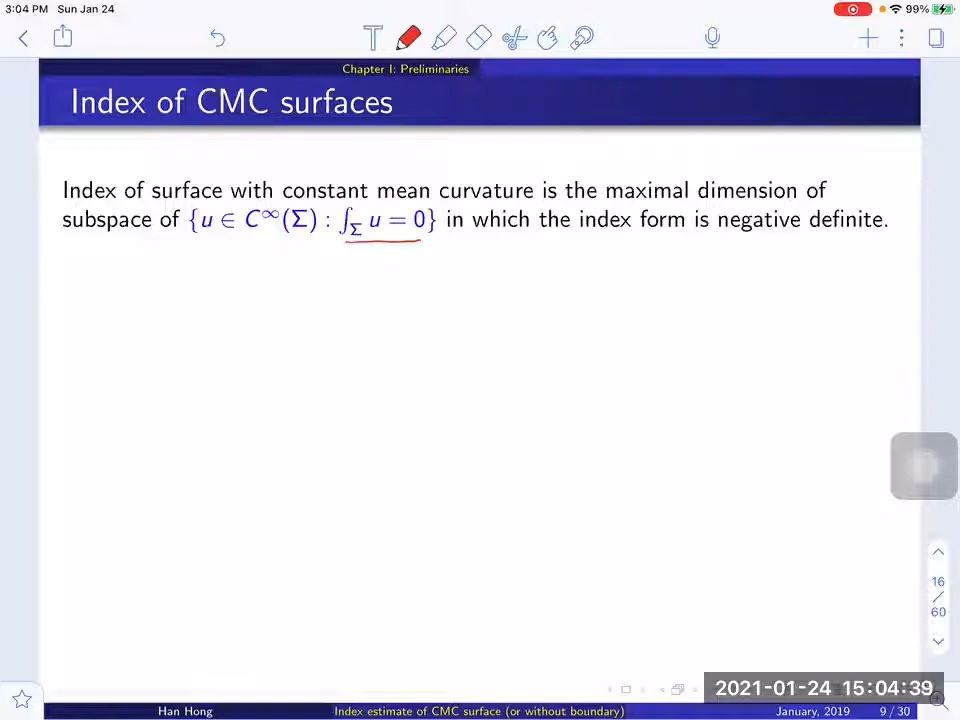 3:04 PM Sun Jan 24
99%
Chapter I: Preliminaries
Index of CMC surfaces
Index of surface with constant mean curvature is the maximal dimension of
subspace of {u ∈ C∞(Σ) : ∫Σ u = 0} in which the index form is negative definite.
16
/
60
2021-01-24 15:04:39
Han Hong Index estimate of CMC surface (or without boundary) January, 2019 9 / 30